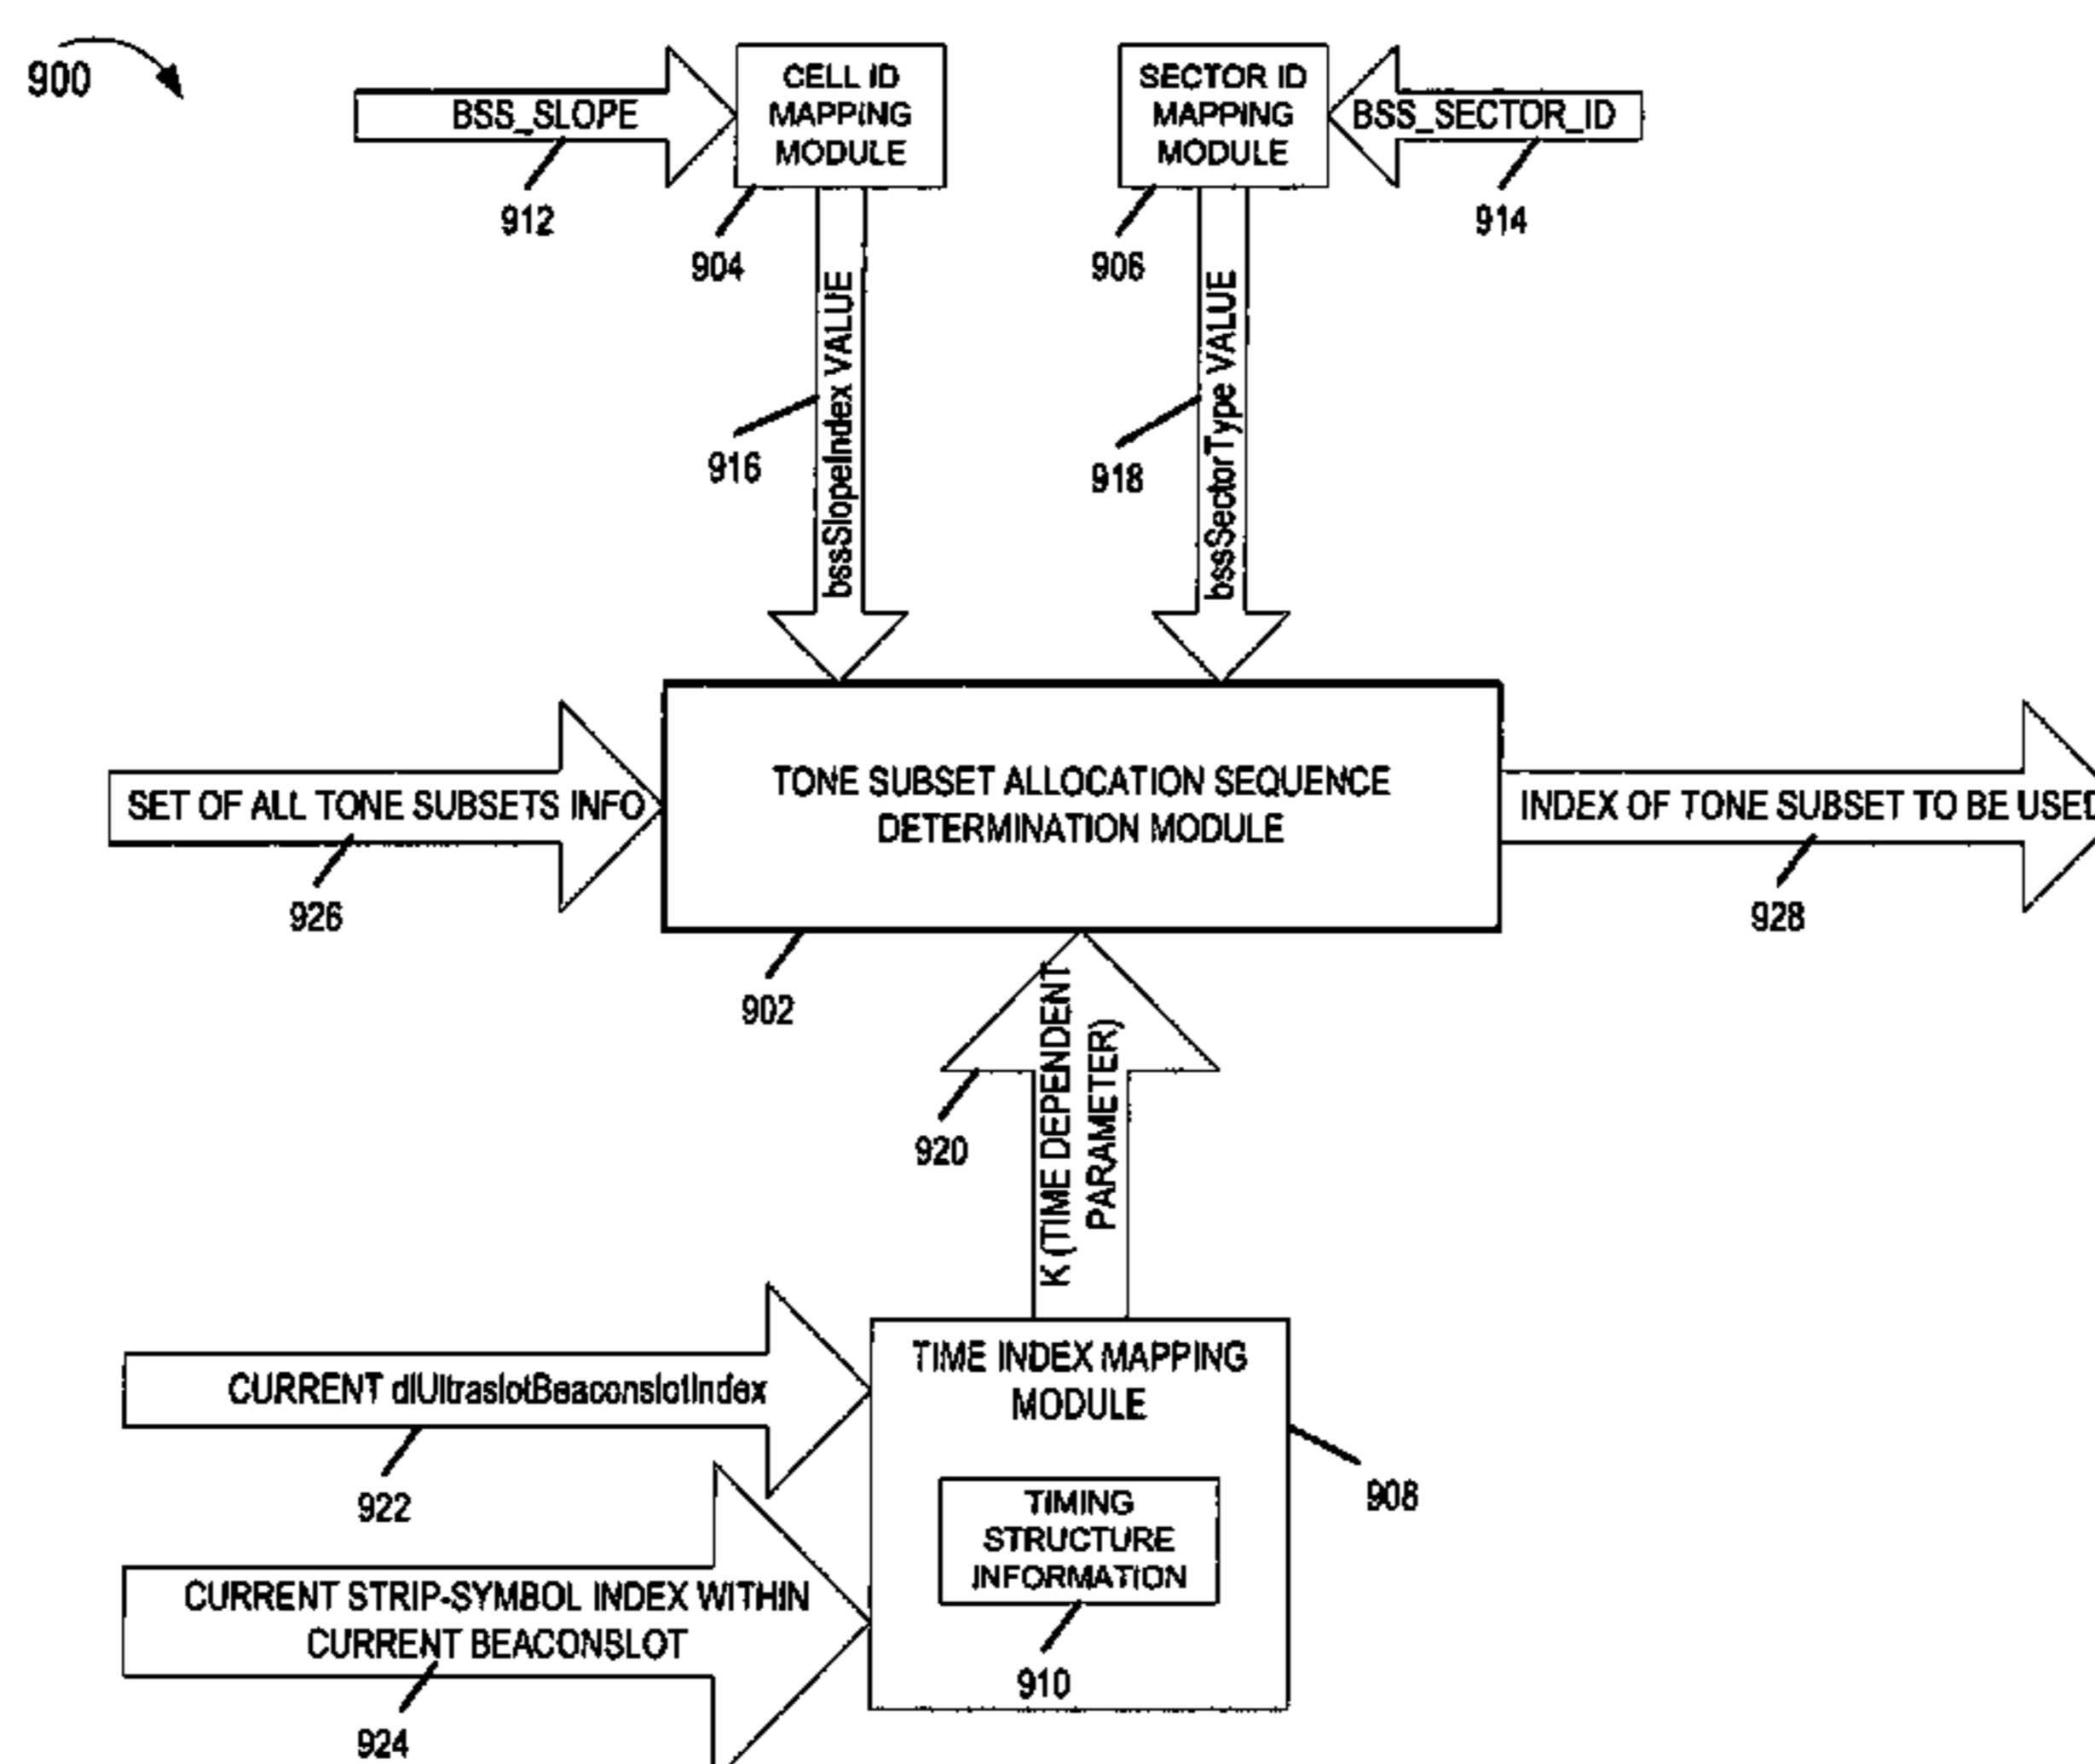 900
BSS_SLOPE
912
CELL ID
MAPPING
MODULE
904
SECTOR ID
MAPPING
MODULE
906
BSS_SECTOR_ID
914
bssSlopeIndex VALUE
916
bssSectorType VALUE
918
SET OF ALL TONE SUBSETS INFO
926
TONE SUBSET ALLOCATION SEQUENCE
DETERMINATION MODULE
902
INDEX OF TONE SUBSET TO BE USED
928
K (TIME DEPENDENT
PARAMETER)
920
CURRENT dlUltraslotBeaconslotIndex
922
CURRENT STRIP-SYMBOL INDEX WITHIN
CURRENT BEACONSLOT
924
TIME INDEX MAPPING
MODULE
908
TIMING
STRUCTURE
INFORMATION
910